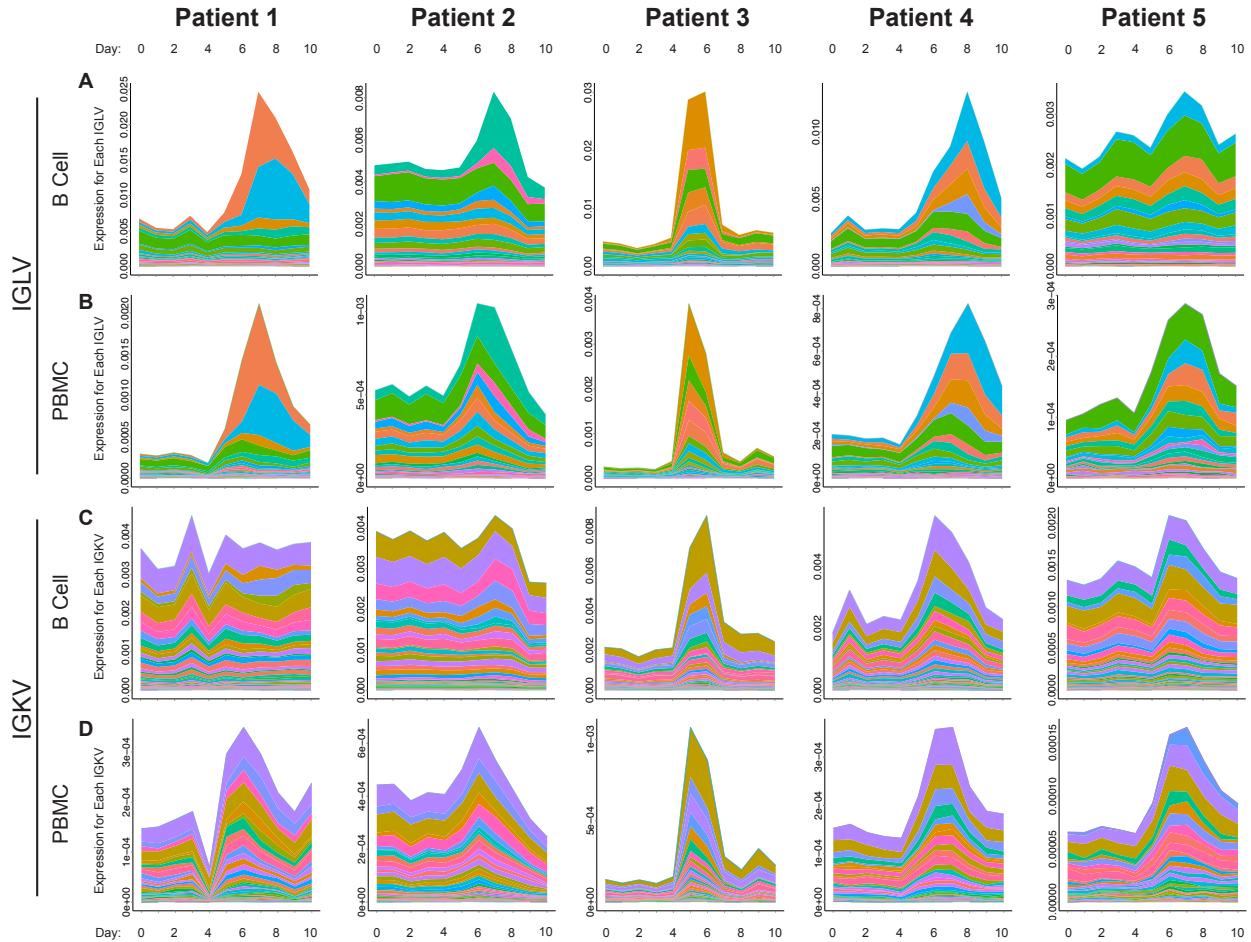 Patient 1 Patient 2 Patient 3 Patient 4 Patient 5
Day: 0 2 4 6 8 10 0 2 4 6 8 10 0 2 4 6 8 10 0 2 4 6 8 10 0 2 4 6 8 10
A
IGLV
B Cell
Expression for Each IGLV
0.025
0.020
0.015
0.010
0.005
0.000
0.008
0.006
0.004
0.002
0.000
0.03
0.02
0.01
0.00
0.010
0.005
0.000
0.003
0.002
0.001
0.000
B
PBMC
Expression for Each IGLV
0.0020
0.0015
0.0010
0.0005
0.0000
1e−03
5e−04
0e+00
0.004
0.003
0.002
0.001
0.000
8e−04
6e−04
4e−04
2e−04
0e+00
3e−04
2e−04
1e−04
0e+00
C
IGKV
B Cell
Expression for Each IGKV
0.004
0.003
0.002
0.001
0.000
0.004
0.003
0.002
0.001
0.000
0.008
0.006
0.004
0.002
0.000
0.004
0.002
0.000
0.0020
0.0015
0.0010
0.0005
0.0000
D
PBMC
Expression for Each IGKV
3e−04
2e−04
1e−04
0e+00
6e−04
4e−04
2e−04
0e+00
1e−03
5e−04
0e+00
3e−04
2e−04
1e−04
0e+00
0.00015
0.00010
0.00005
0.00000
Day: 0 2 4 6 8 10 0 2 4 6 8 10 0 2 4 6 8 10 0 2 4 6 8 10 0 2 4 6 8 10